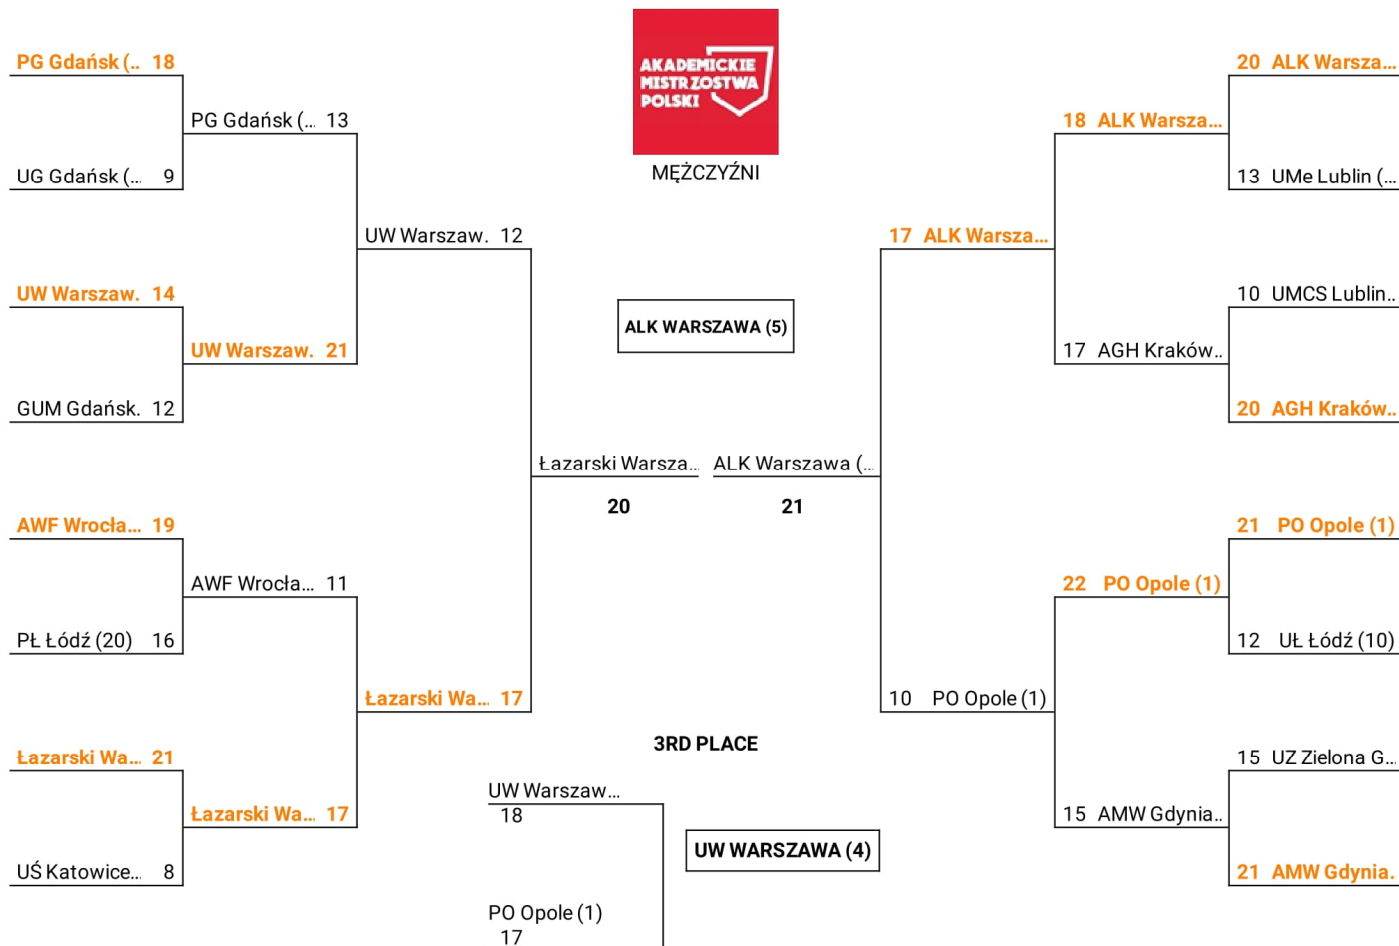 AKADEMICKIE
MISTRZOSTWA
POLSKI
MĘŻCZYŹNI
PG Gdańsk (.. 18
UG Gdańsk (... 9
UW Warszaw. 14
GUM Gdańsk. 12
AWF Wrocła... 19
PŁ Łódź (20) 16
Łazarski Wa... 21
UŚ Katowice... 8
PG Gdańsk (... 13
UW Warszaw. 21
AWF Wrocła... 11
Łazarski Wa... 17
UW Warszaw. 12
Łazarski Wa... 17
ALK WARSZAWA (5)
Łazarski Warsza...
20
ALK Warszawa (...
21
17 ALK Warsza...
10 PO Opole (1)
18 ALK Warsza...
17 AGH Kraków..
22 PO Opole (1)
15 AMW Gdynia..
20 ALK Warsza...
13 UMe Lublin (...
10 UMCS Lublin..
20 AGH Kraków..
21 PO Opole (1)
12 UŁ Łódź (10)
15 UZ Zielona G...
21 AMW Gdynia.
3RD PLACE
UW Warszaw...
18
UW WARSZAWA (4)
PO Opole (1)
17